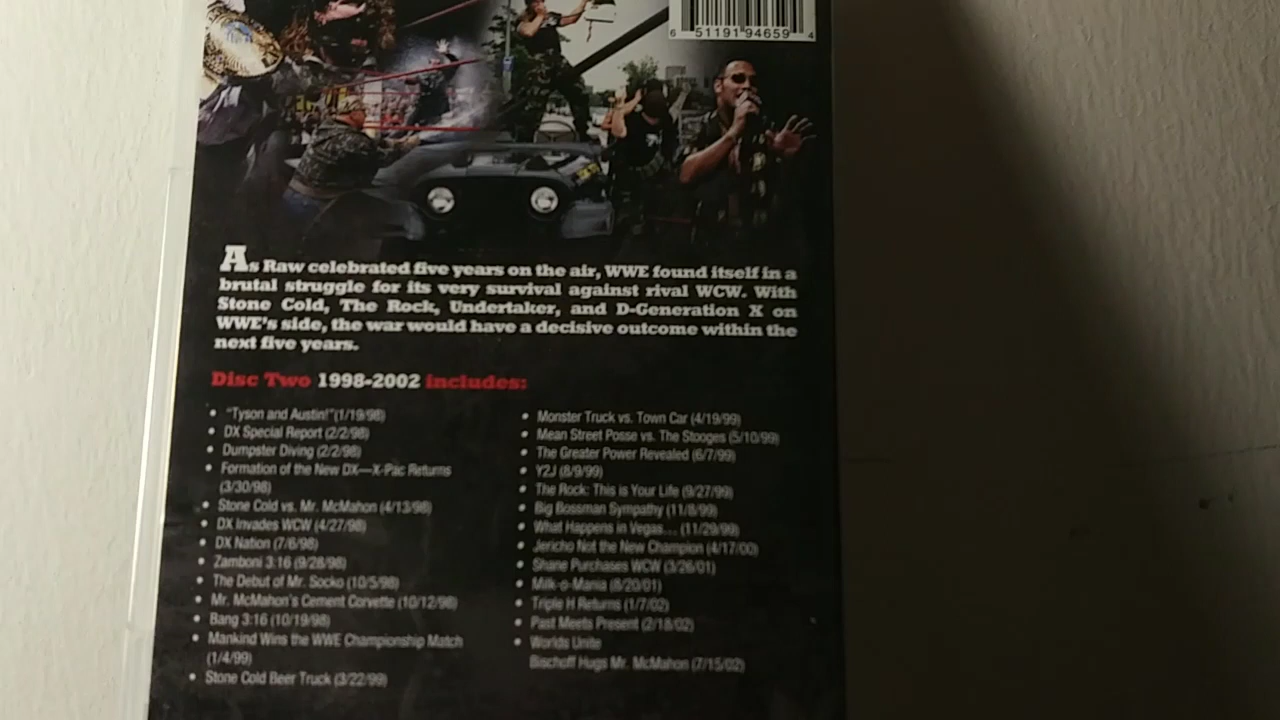 6 51191 94659 4
As Raw celebrated five years on the air, WWE found itself in a
brutal struggle for its very survival against rival WCW. With
Stone Cold, The Rock, Undertaker, and D-Generation X on
WWE's side, the war would have a decisive outcome within the
next five years.
Disc Two 1998-2002 includes:
• "Tyson and Austin!"(1/19/98)
• DX Special Report (2/2/98)
• Dumpster Diving (2/2/98)
• Formation of the New DX—X-Pac Returns
(3/30/98)
• Stone Cold vs. Mr. McMahon (4/13/98)
• DX Invades WCW (4/27/98)
• DX Nation (7/6/98)
• Zamboni 3:16 (9/28/98)
• The Debut of Mr. Socko (10/5/98)
• Mr. McMahon's Cement Corvette (10/12/98)
• Bang 3:16 (10/19/98)
• Mankind Wins the WWE Championship Match
(1/4/99)
• Stone Cold Beer Truck (3/22/99)
• Monster Truck vs. Town Car (4/19/99)
• Mean Street Posse vs. The Stooges (5/10/99)
• The Greater Power Revealed (6/7/99)
• Y2J (8/9/99)
• The Rock: This is Your Life (9/27/99)
• Big Bossman Sympathy (11/8/99)
• What Happens in Vegas... (11/29/99)
• Jericho Not the New Champion (4/17/00)
• Shane Purchases WCW (3/26/01)
• Milk-o-Mania (8/20/01)
• Triple H Returns (1/7/02)
• Past Meets Present (2/18/02)
• Worlds Unite
Bischoff Hugs Mr. McMahon (7/15/02)